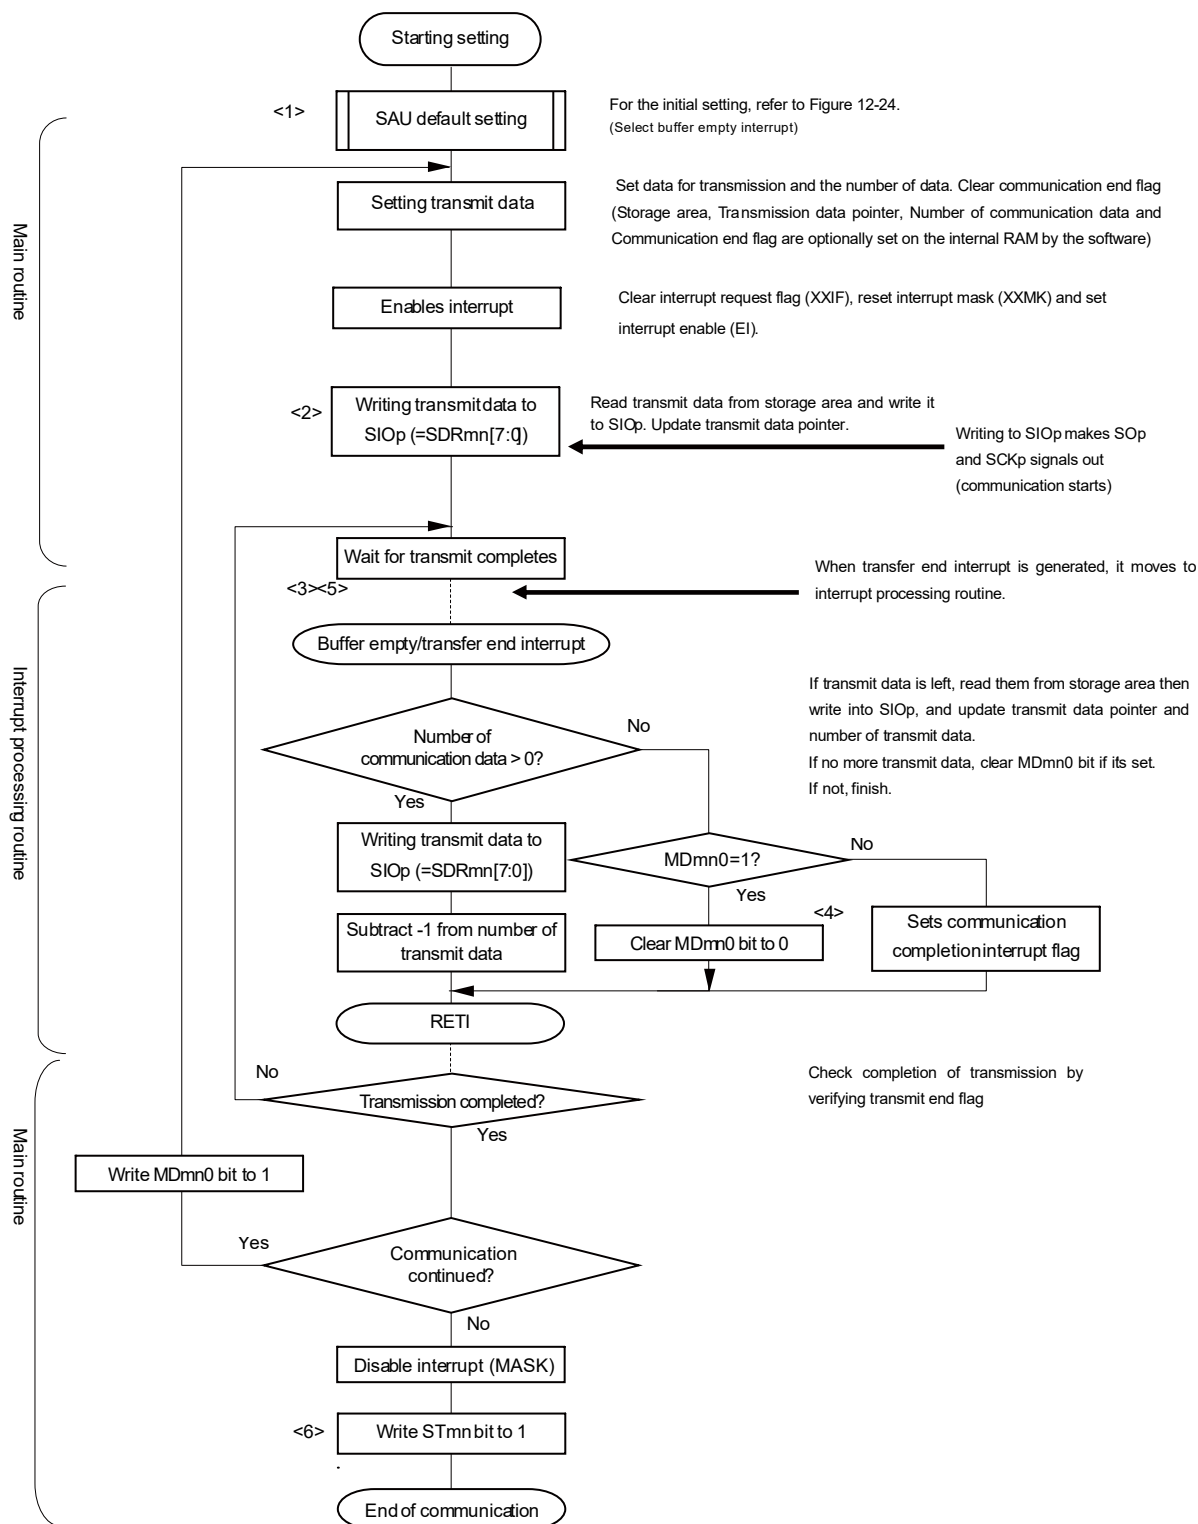 Starting setting
<1>
SAU default setting
For the initial setting, refer to Figure 12-24.
(Select buffer empty interrupt)
Main routine
Setting transmit data
Set data for transmission and the number of data. Clear communication end flag
(Storage area, Transmission data pointer, Number of communication data and
Communication end flag are optionally set on the internal RAM by the software)
Enables interrupt
Clear interrupt request flag (XXIF), reset interrupt mask (XXMK) and set
interrupt enable (EI).
<2>
Writing transmit data to
SIOp (=SDRmn[7:0])
Read transmit data from storage area and write it
to SIOp. Update transmit data pointer.
Writing to SIOp makes SOp
and SCKp signals out
(communication starts)
Wait for transmit completes
<3><5>
When transfer end interrupt is generated, it moves to
interrupt processing routine.
Buffer empty/transfer end interrupt
Interrupt processing routine
If transmit data is left, read them from storage area then
write into SIOp, and update transmit data pointer and
number of transmit data.
If no more transmit data, clear MDmn0 bit if its set.
If not, finish.
Number of
communication data > 0?
No
Yes
Writing transmit data to
SIOp (=SDRmn[7:0])
MDmn0=1?
No
Yes
<4>
Subtract -1 from number of
transmit data
Clear MDmn0 bit to 0
Sets communication
completion interrupt flag
RETI
No
Transmission completed?
Yes
Check completion of transmission by
verifying transmit end flag
Main routine
Write MDmn0 bit to 1
Yes
Communication
continued?
No
Disable interrupt (MASK)
<6>
Write STmn bit to 1
End of communication